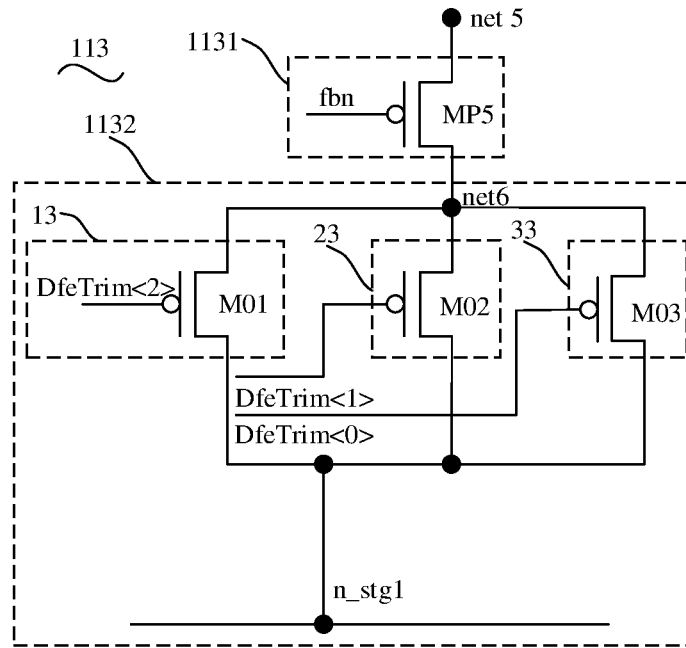 net 5
113
1131
fbn
MP5
1132
net6
13
23
33
DfeTrim<2>
M01
M02
M03
DfeTrim<1>
DfeTrim<0>
n_stg1